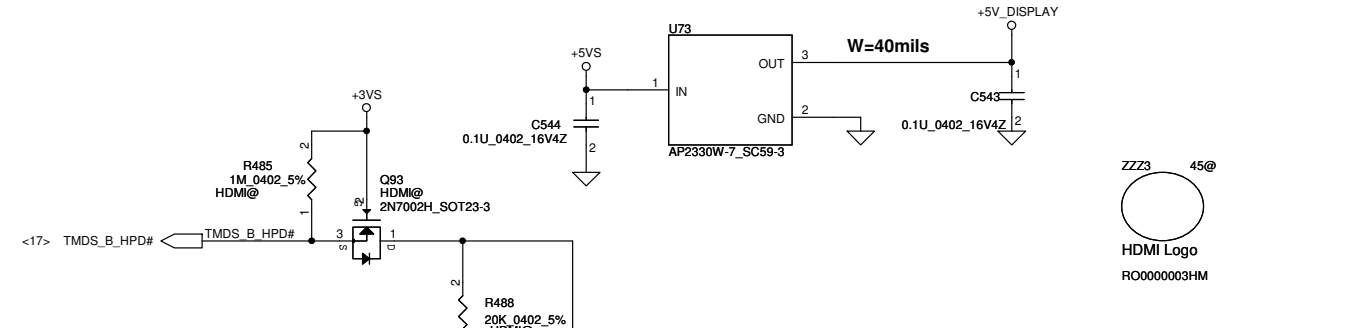 +5V_DISPLAY
U73
W=40mils
+5VS
OUT
3
1
IN
1
C543
+3VS
1
GND
2
C544
0.1U_0402_16V4Z
0.1U_0402_16V4Z
2
2
AP2330W-7_SC59-3
2
R485
1M_0402_5%
HDMI@
1
Q93
HDMI@
2N7002H_SOT23-3
ZZZ3
45@
HDMI Logo
RO0000003HM
<17>
TMDS_B_HPD#
TMDS_B_HPD#
3
S
1
D
2
R488
20K_0402_5%